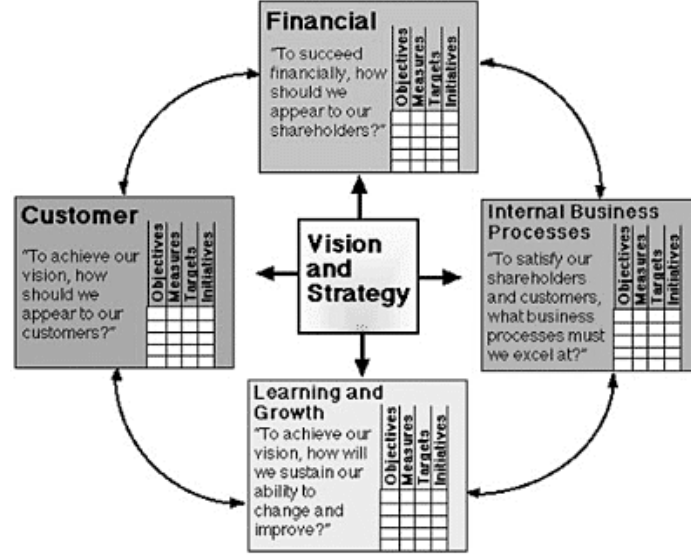 Financial
"To succeed
financially, how
should we
appear to our
shareholders?"
Objectives
Measures
Targets
Initiatives
Customer
"To achieve our
vision, how
should we
appear to our
customers?"
Objectives
Measures
Targets
Initiatives
Vision
and
Strategy
Internal Business
Processes
"To satisfy our
shareholders
and customers,
what business
processes must
we excel at?"
Objectives
Measures
Targets
Initiatives
Learning and
Growth
"To achieve our
vision, how will
we sustain our
ability to
change and
improve?"
Objectives
Measures
Targets
Initiatives